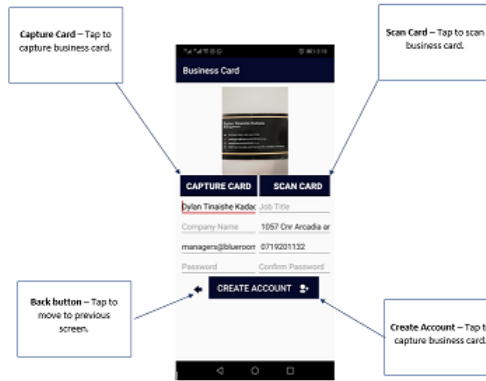 Capture Card – Tap to
capture business card.
Scan Card – Tap to scan
business card.
Business Card
CAPTURE CARD
SCAN CARD
Dylan Tinaishe Kadac
Job Title
Company Name
1057 Cnr Arcadia ar
managers@blueroon
0719201132
Password
Confirm Password
CREATE ACCOUNT
Back button – Tap to
move to previous
screen.
Create Account – Tap t
capture business card.